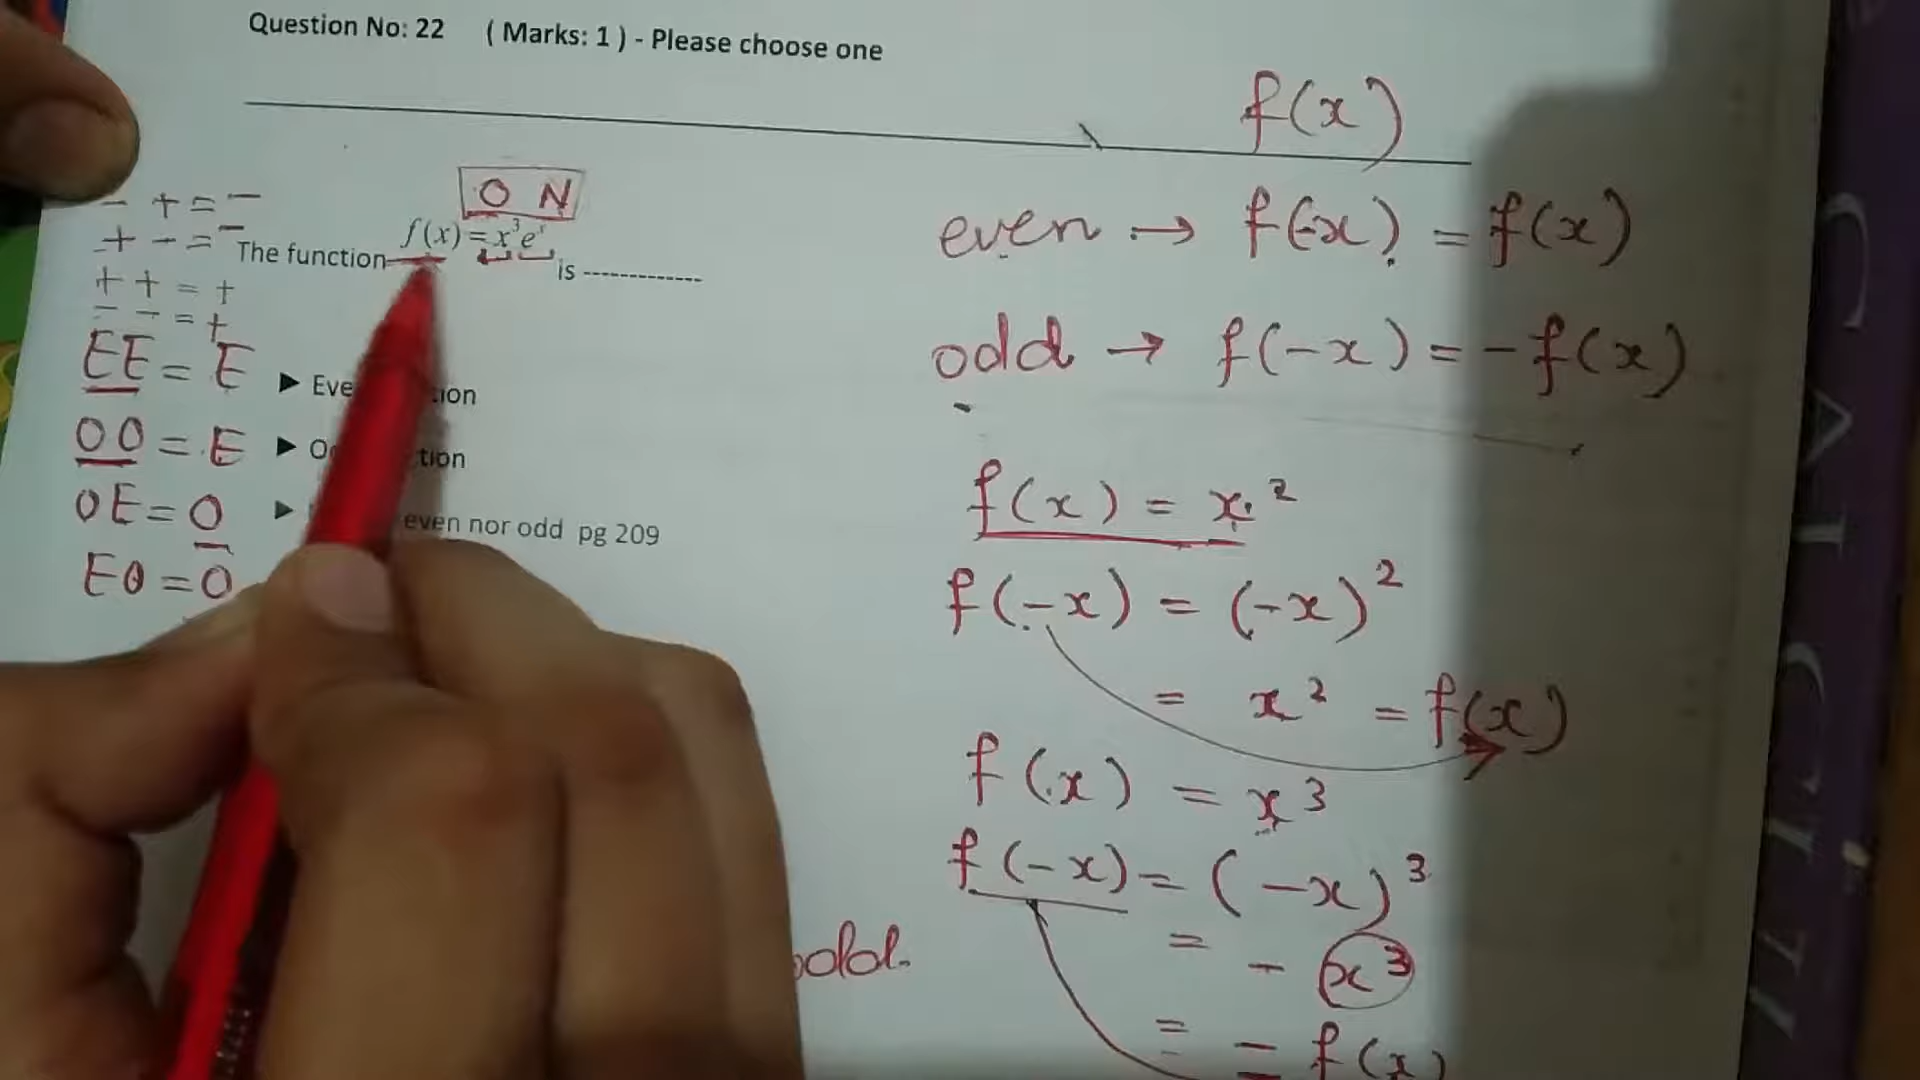 Question No: 22 ( Marks: 1 ) - Please choose one
f(x)
O N
- + = -
+ - = -
The function f(x) = x³eˣ is -------------
+ + = +
- - = +
EE = E
OO = E
OE = O
EO = O
► Eve ion
► O tion
► even nor odd pg 209
even → f(-x) = f(x)
odd → f(-x) = -f(x)
f(x) = x²
f(-x) = (-x)²
= x² = f(x)
f(x) = x³
f(-x) = (-x)³
= - x³
= - f(x)
odd.